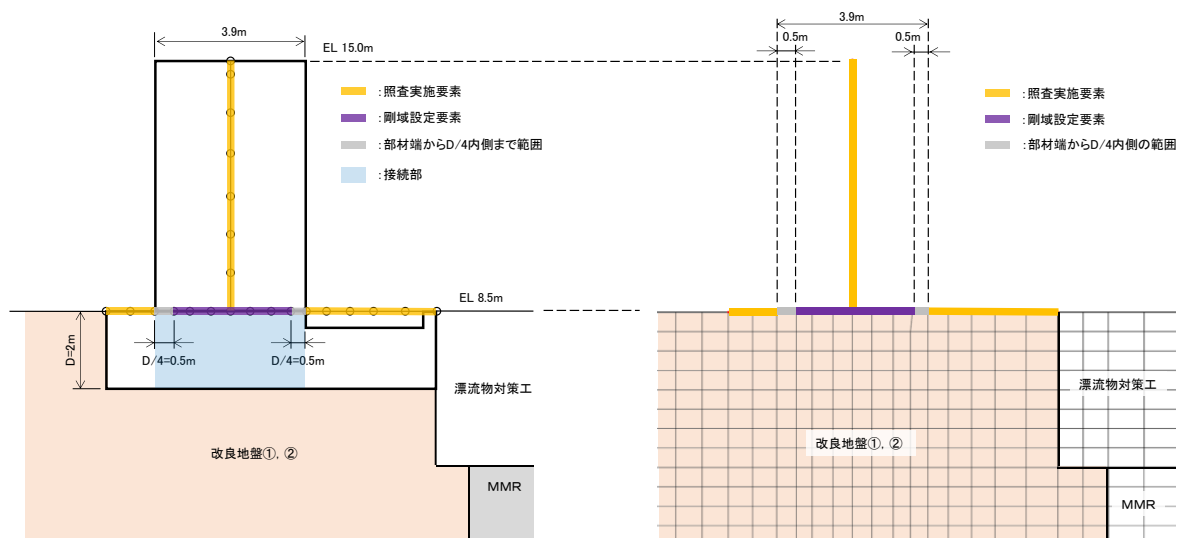 3.9m
EL 15.0m
:照査実施要素
:剛域設定要素
:部材端からD/4内側まで範囲
:接続部
EL 8.5m
D=2m
D/4=0.5m
D/4=0.5m
漂流物対策工
改良地盤①,②
MMR
3.9m
0.5m
0.5m
:照査実施要素
:剛域設定要素
:部材端からD/4内側の範囲
漂流物対策工
改良地盤①,②
MMR